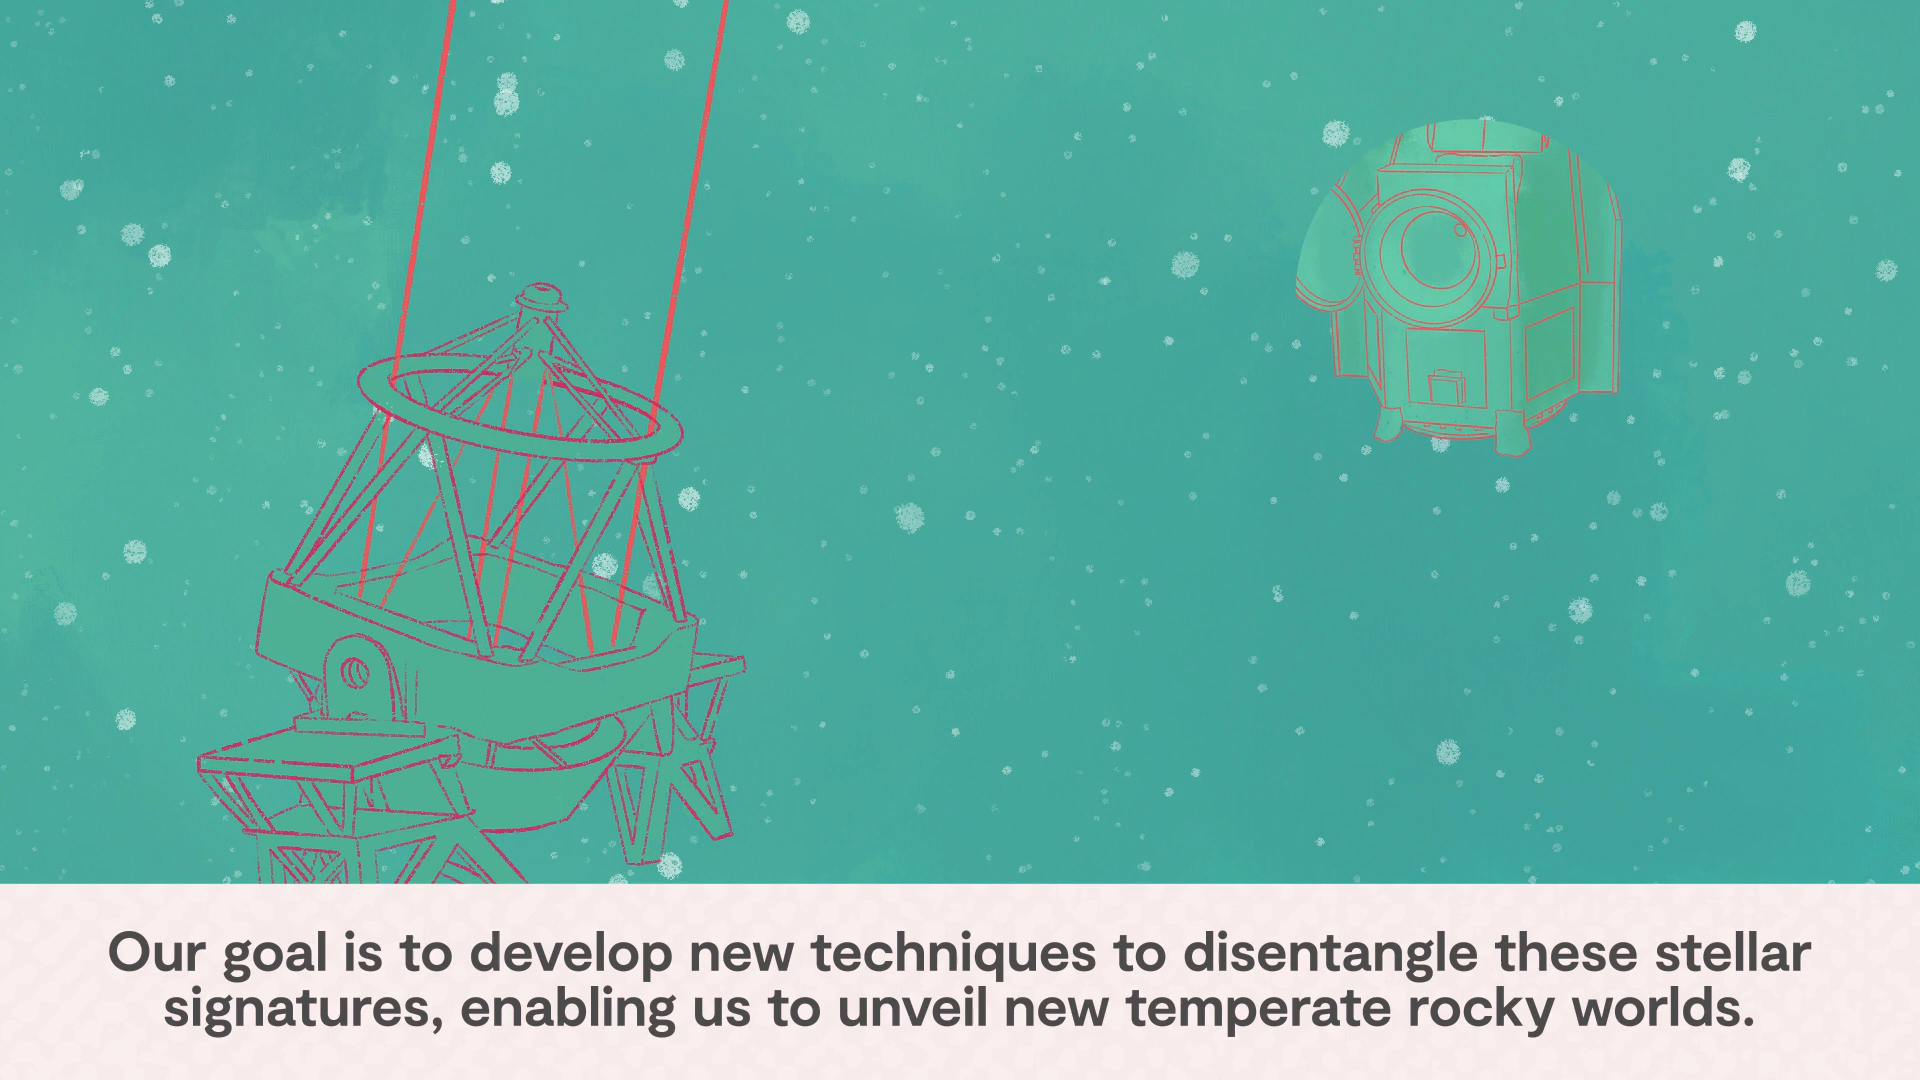 Our goal is to develop new techniques to disentangle these stellar
signatures, enabling us to unveil new temperate rocky worlds.